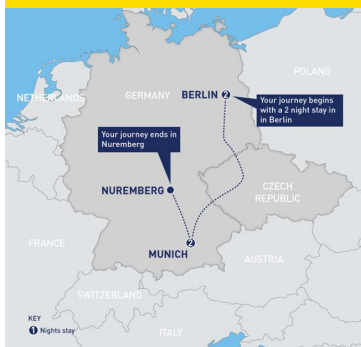 POLAND
NETHERLANDS
GERMANY
BERLIN 2
Your journey begins
with a 2 night stay in
in Berlin
Your journey ends in
Nuremberg
NUREMBERG
CZECH
REPUBLIC
FRANCE
MUNICH 2
AUSTRIA
SWITZERLAND
KEY
1 Nights stay
ITALY